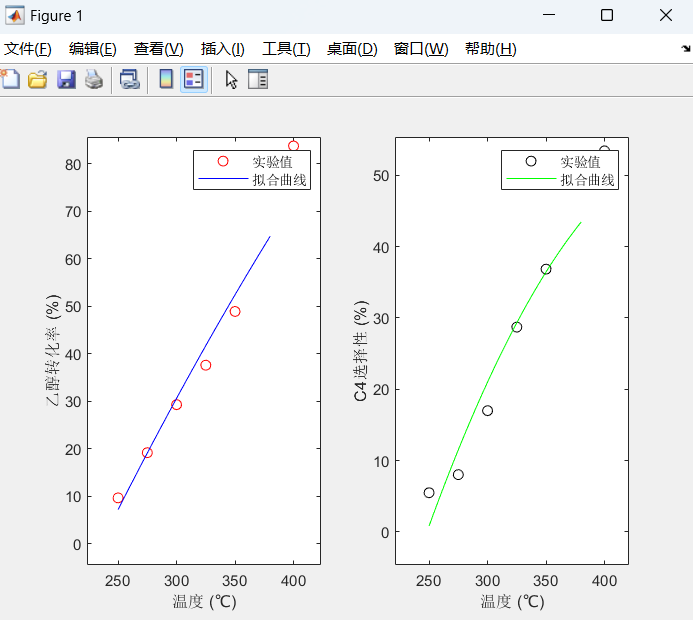 Figure 1
文件(F) 编辑(E) 查看(V) 插入(I) 工具(T) 桌面(D) 窗口(W) 帮助(H)
实验值
拟合曲线
80
70
60
50
40
30
20
10
0
乙醇转化率 (%)
250 300 350 400
温度 (℃)
实验值
拟合曲线
50
40
30
20
10
0
C4选择性 (%)
250 300 350 400
温度 (℃)